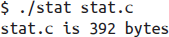 $ ./stat stat.c
stat.c is 392 bytes